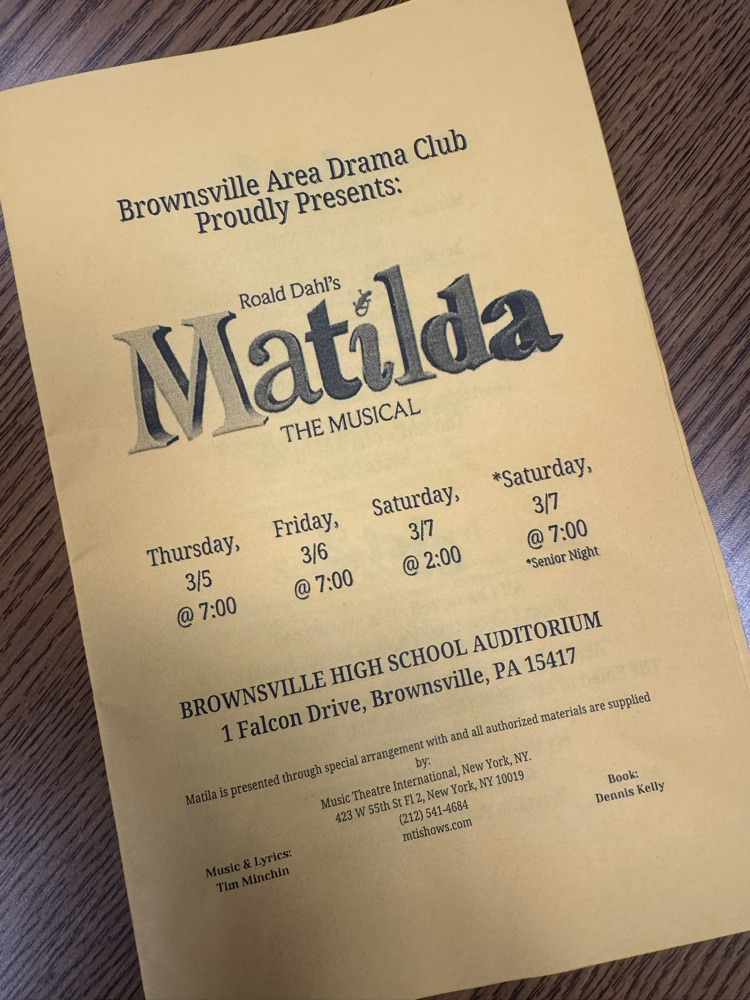 Brownsville Area Drama Club
Proudly Presents:
Roald Dahl's
Matilda
THE MUSICAL
Thursday,
3/5
@ 7:00
Friday,
3/6
@ 7:00
Saturday,
3/7
@ 2:00
*Saturday,
3/7
@ 7:00
*Senior Night
BROWNSVILLE HIGH SCHOOL AUDITORIUM
1 Falcon Drive, Brownsville, PA 15417
Matilda is presented through special arrangement with and all authorized materials are supplied
by:
Music Theatre International, New York, NY.
423 W 55th St Fl 2, New York, NY 10019
(212) 541-4684
mtishows.com
Music & Lyrics:
Tim Minchin
Book:
Dennis Kelly